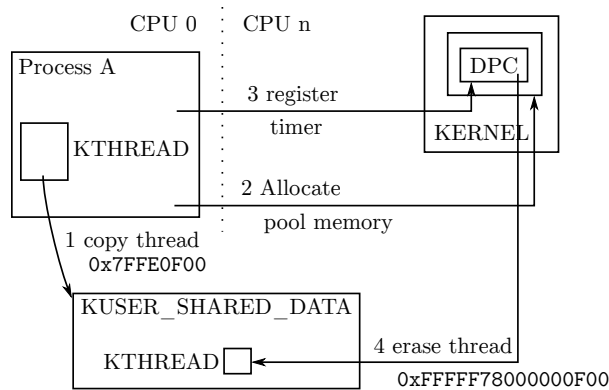 CPU 0
CPU n
Process A
DPC
3 register
timer
KTHREAD
KERNEL
2 Allocate
pool memory
1 copy thread
0x7FFE0F00
KUSER_SHARED_DATA
KTHREAD
4 erase thread
0xFFFFF78000000F00